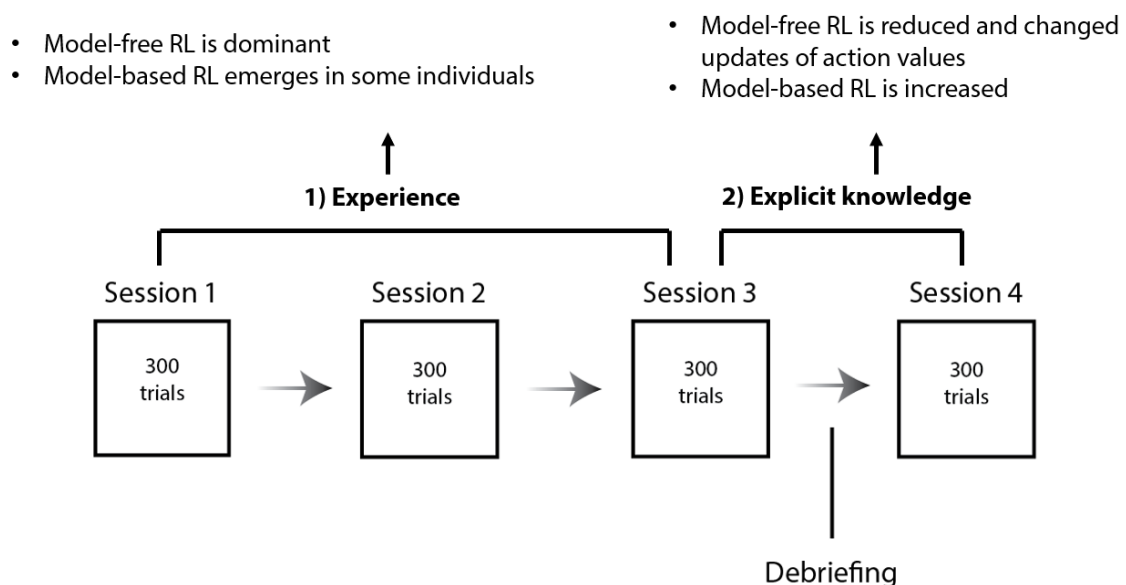 • Model-free RL is dominant
• Model-based RL emerges in some individuals
• Model-free RL is reduced and changed
updates of action values
• Model-based RL is increased
1) Experience
2) Explicit knowledge
Session 1
Session 2
Session 3
Session 4
300
trials
300
trials
300
trials
300
trials
Debriefing